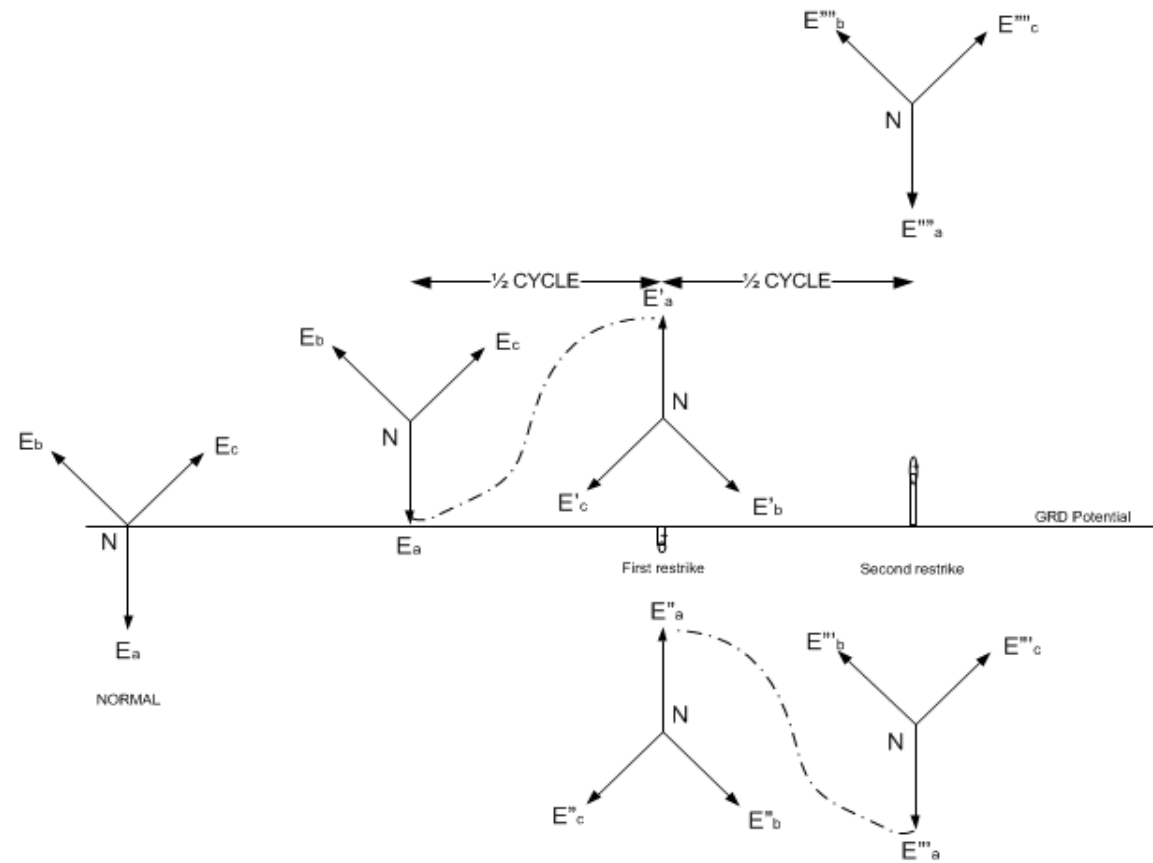 E""b
E""c
N
E""a
½ CYCLE
½ CYCLE
E'a
Eb
Ec
N
N
Eb
Ec
E'c
E'b
N
GRD Potential
Ea
First restrike
Second restrike
E"a
Ea
E'"b
E'"c
NORMAL
N
N
E"c
E"b
E'"a